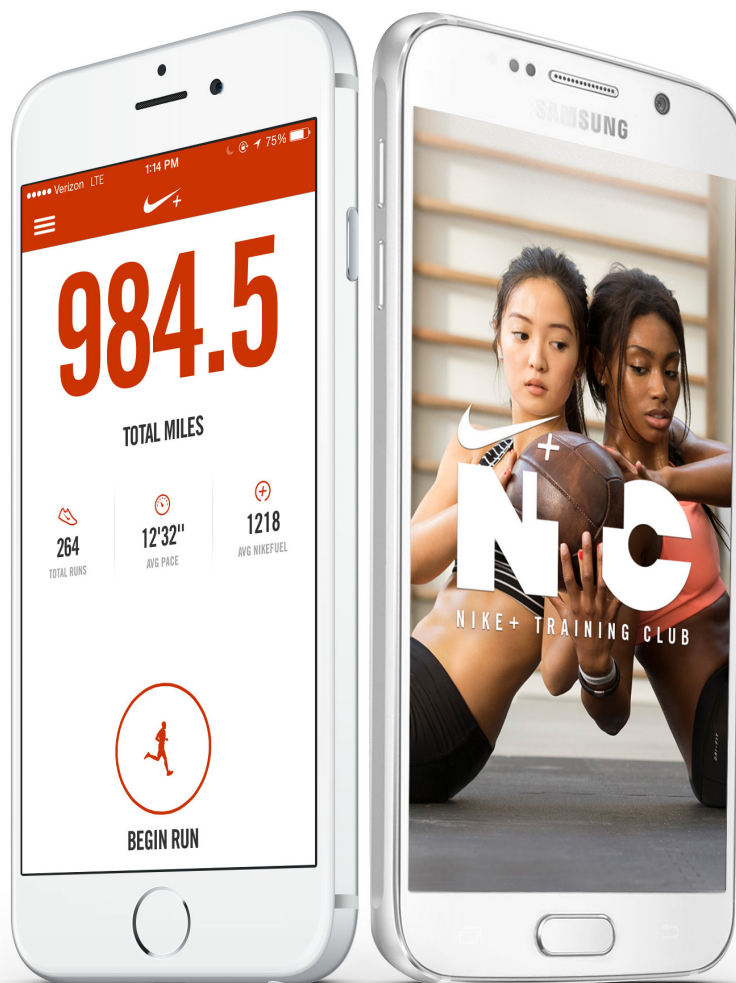 Verizon LTE
1:14 PM
75%
+
984.5
TOTAL MILES
264
TOTAL RUNS
12'32"
AVG PACE
1218
AVG NIKEFUEL
BEGIN RUN
SAMSUNG
+
N+C
NIKE+ TRAINING CLUB